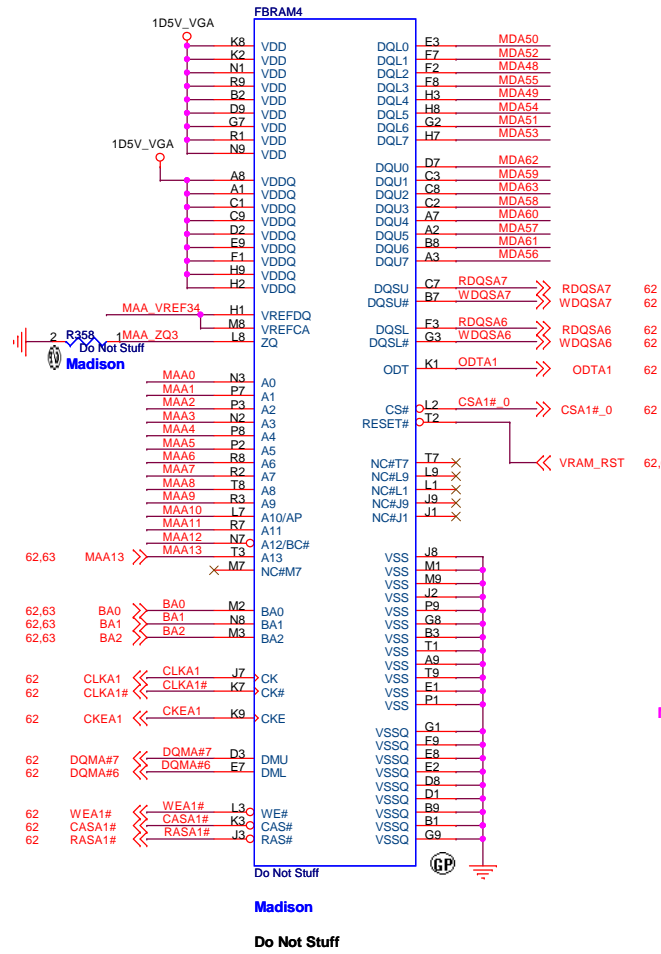 FBRAM4
1D5V_VGA
K8 VDD DQL0 E3 MDA50
K2 VDD DQL1 F7 MDA52
N1 VDD DQL2 F2 MDA48
R9 VDD DQL3 F8 MDA55
B2 VDD DQL4 H3 MDA49
D9 VDD DQL5 H8 MDA54
G7 VDD DQL6 G2 MDA51
R1 VDD DQL7 H7 MDA53
N9 VDD
1D5V_VGA
A8 VDDQ DQU0 D7 MDA62
A1 VDDQ DQU1 C3 MDA59
C1 VDDQ DQU2 C8 MDA63
C9 VDDQ DQU3 C2 MDA58
D2 VDDQ DQU4 A7 MDA60
E9 VDDQ DQU5 A2 MDA57
F1 VDDQ DQU6 B8 MDA61
H9 VDDQ DQU7 A3 MDA56
H2 VDDQ
DQSU C7 RDQSA7 RDQSA7 62
DQSU# B7 WDQSA7 WDQSA7 62
MAA_VREF34 H1 VREFDQ
M8 VREFCA DQSL F3 RDQSA6 RDQSA6 62
2 R358 1 MAA_ZQ3 L8 ZQ DQSL# G3 WDQSA6 WDQSA6 62
Do Not Stuff
Madison
ODT K1 ODTA1 ODTA1 62
MAA0 N3 A0
MAA1 P7 A1
MAA2 P3 A2 CS# L2 CSA1#_0 CSA1#_0 62
MAA3 N2 A3 RESET# T2
MAA4 P8 A4
MAA5 P2 A5
MAA6 R8 A6 NC#T7 T7 VRAM_RST 62,
MAA7 R2 A7 NC#L9 L9
MAA8 T8 A8 NC#L1 L1
MAA9 R3 A9 NC#J9 J9
MAA10 L7 A10/AP NC#J1 J1
MAA11 R7 A11
MAA12 N7 A12/BC#
62,63 MAA13 MAA13 T3 A13 VSS J8
M7 NC#M7 VSS M1
VSS M9
VSS J2
62,63 BA0 BA0 M2 BA0 VSS P9
62,63 BA1 BA1 N8 BA1 VSS G8
62,63 BA2 BA2 M3 BA2 VSS B3
VSS T1
VSS A9
62 CLKA1 CLKA1 J7 CK VSS T9
62 CLKA1# CLKA1# K7 CK# VSS E1
VSS P1
62 CKEA1 CKEA1 K9 CKE
VSSQ G1
VSSQ F9
62 DQMA#7 DQMA#7 D3 DMU VSSQ E8
62 DQMA#6 DQMA#6 E7 DML VSSQ E2
VSSQ D8
VSSQ D1
62 WEA1# WEA1# L3 WE# VSSQ B9
62 CASA1# CASA1# K3 CAS# VSSQ B1
62 RASA1# RASA1# J3 RAS# VSSQ G9
GP
Do Not Stuff
Madison
Do Not Stuff